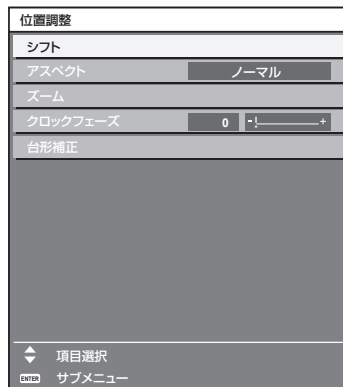 位置調整
シフト
アスペクト ノーマル
ズーム
クロックフェーズ 0 - +
台形補正
項目選択
ENTER サブメニュー